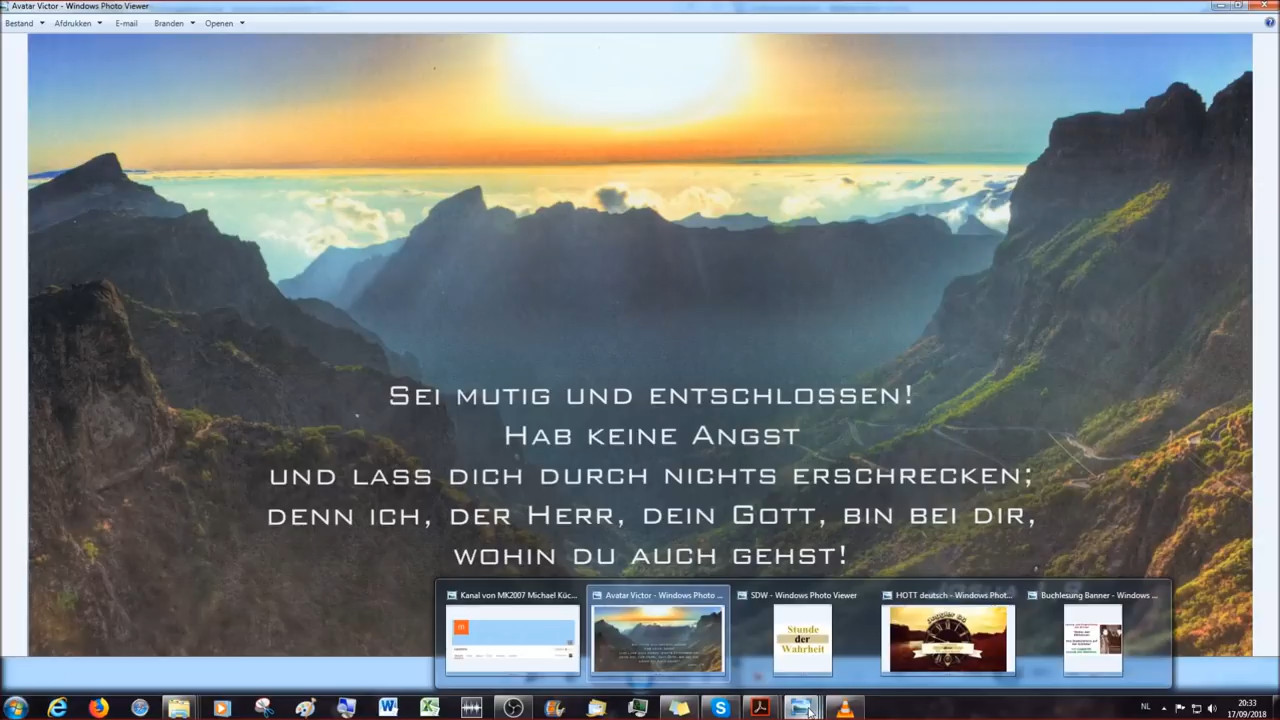 Avatar Victor - Windows Photo Viewer
Bestand Afdrukken E-mail Branden Openen
SEI MUTIG UND ENTSCHLOSSEN!
HAB KEINE ANGST
UND LASS DICH DURCH NICHTS ERSCHRECKEN;
DENN ICH, DER HERR, DEIN GOTT, BIN BEI DIR,
WOHIN DU AUCH GEHST!
Kanal von MK2007 Michael Küc... Avatar Victor - Windows Photo ... SDW - Windows Photo Viewer HOTT deutsch - Windows Phot... Buchlesung Banner - Windows ...
Stunde
der
Wahrheit
NL 20:33
17/09/2018